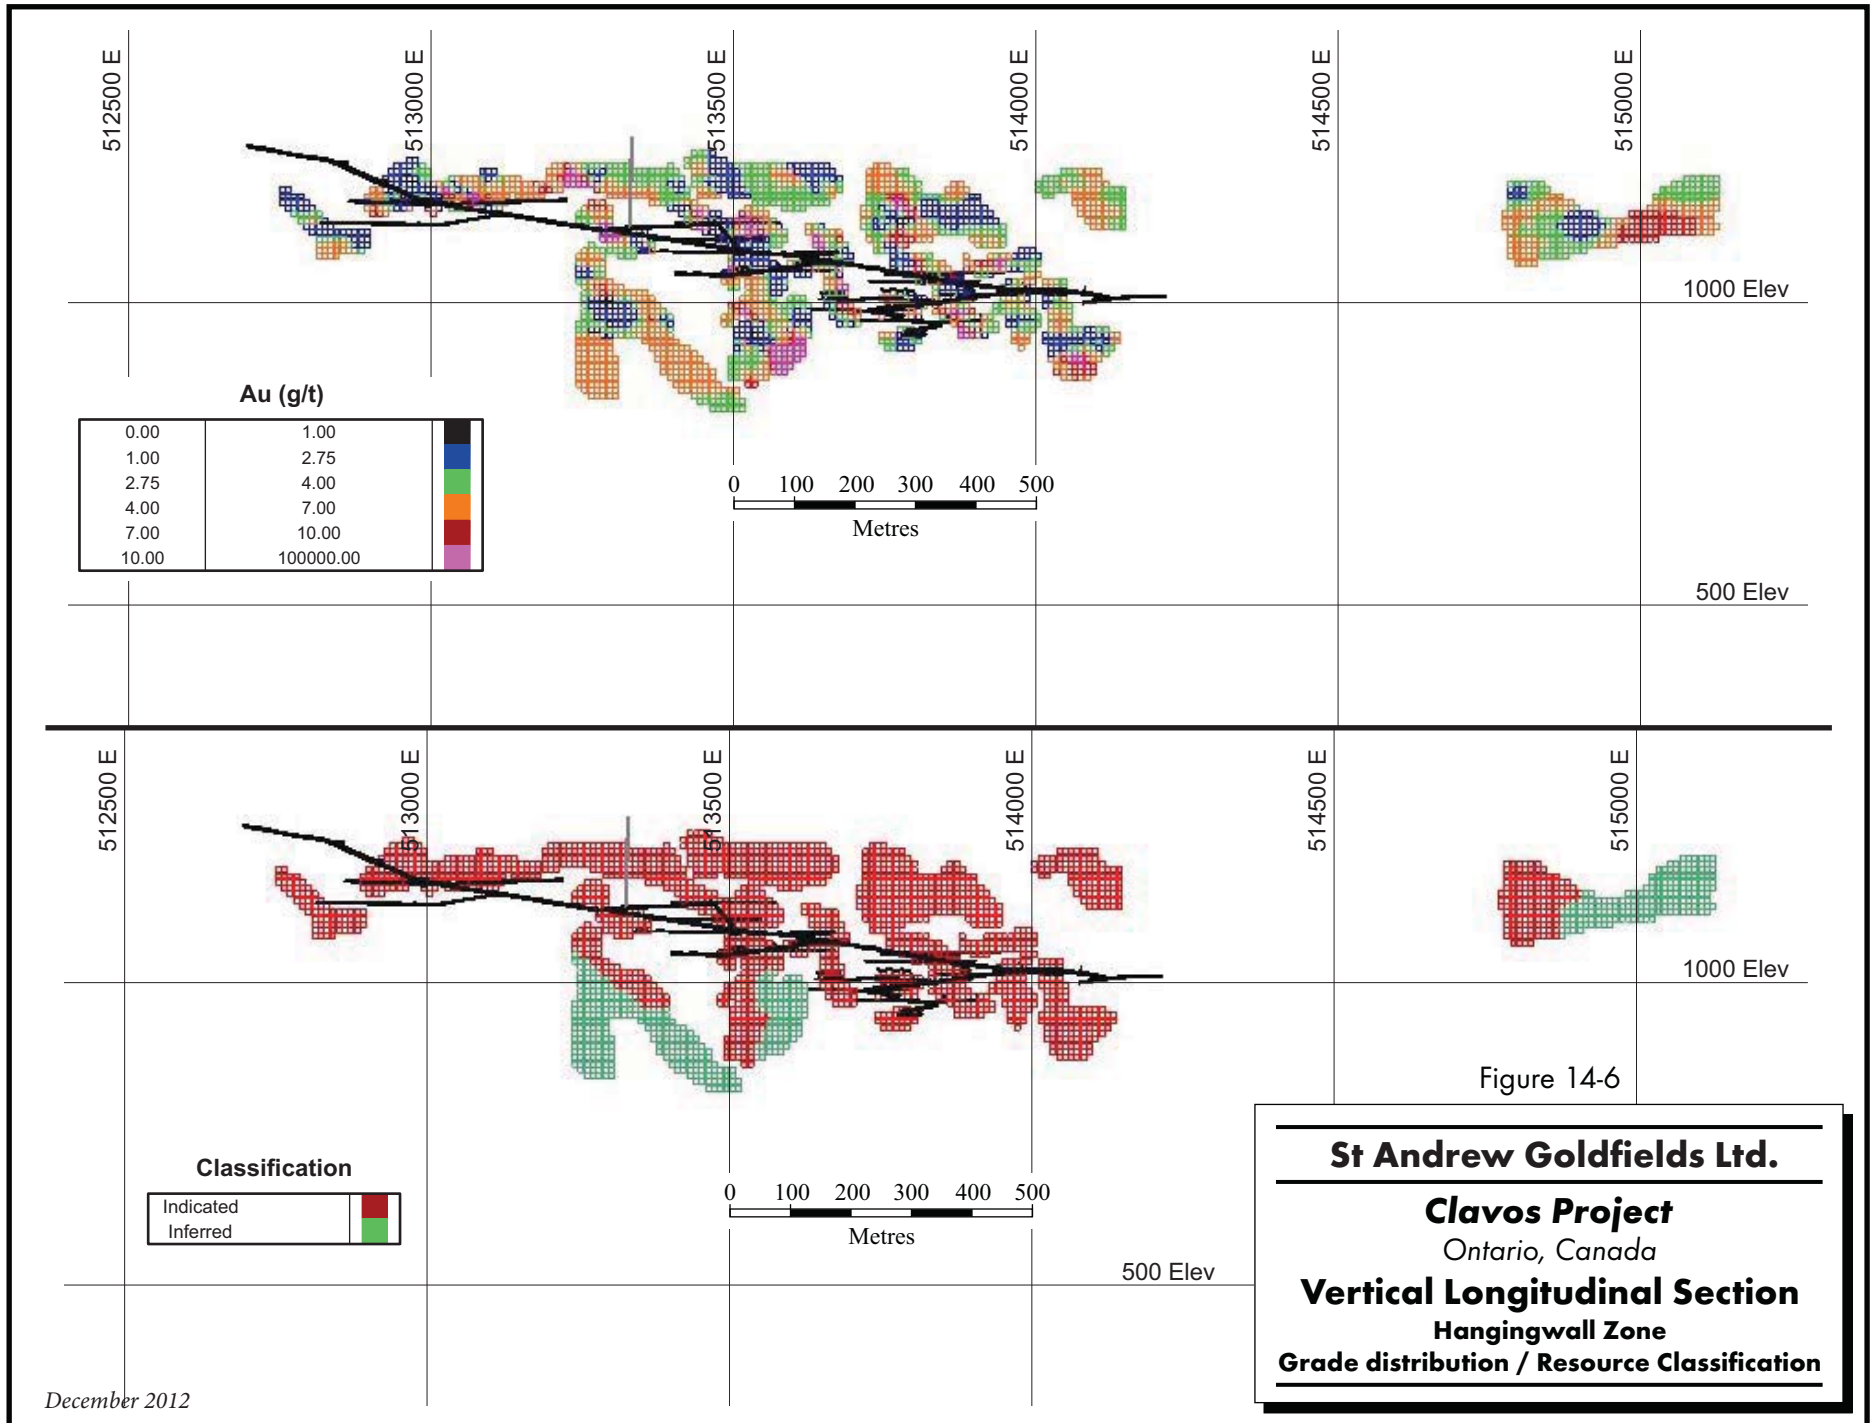 512500 E
513000 E
513500 E
514000 E
514500 E
515000 E
1000 Elev
Au (g/t)
0.00 1.00
1.00 2.75
2.75 4.00
4.00 7.00
7.00 10.00
10.00 100000.00
0 100 200 300 400 500
Metres
500 Elev
512500 E
513000 E
513500 E
514000 E
514500 E
515000 E
1000 Elev
Figure 14-6
Classification
Indicated
Inferred
0 100 200 300 400 500
Metres
500 Elev
St Andrew Goldfields Ltd.
Clavos Project
Ontario, Canada
Vertical Longitudinal Section
Hangingwall Zone
Grade distribution / Resource Classification
December 2012